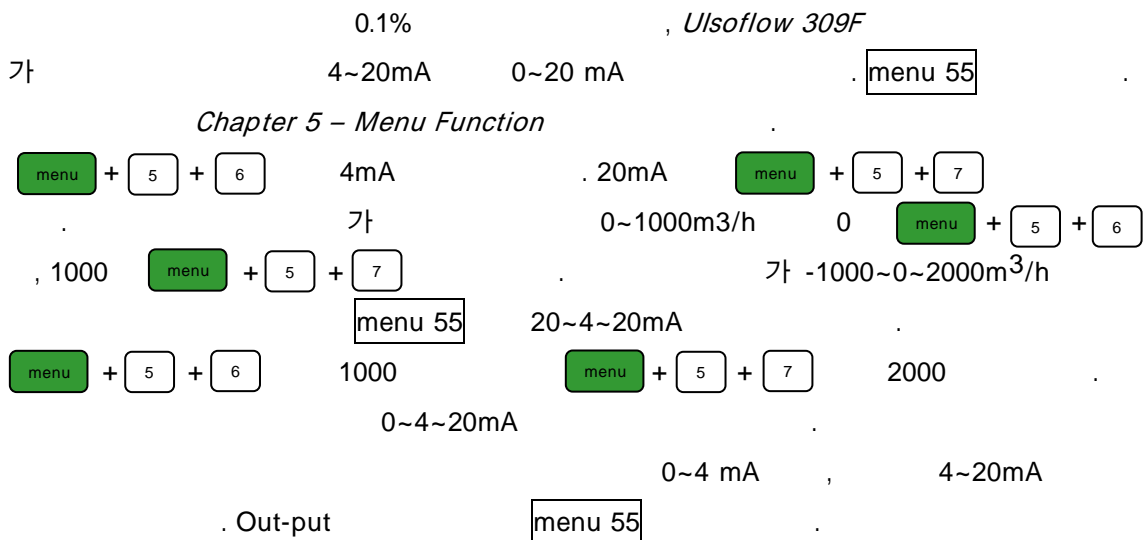 0.1% , Ulsoflow 309F
가 4~20mA 0~20 mA . menu 55 .
Chapter 5 – Menu Function .
menu + 5 + 6 4mA . 20mA menu + 5 + 7
. 가 0~1000m3/h 0 menu + 5 + 6
, 1000 menu + 5 + 7 . 가 -1000~0~2000m3/h
menu 55 20~4~20mA .
menu + 5 + 6 1000 menu + 5 + 7 2000 .
0~4~20mA .
0~4 mA , 4~20mA
. Out-put menu 55 .